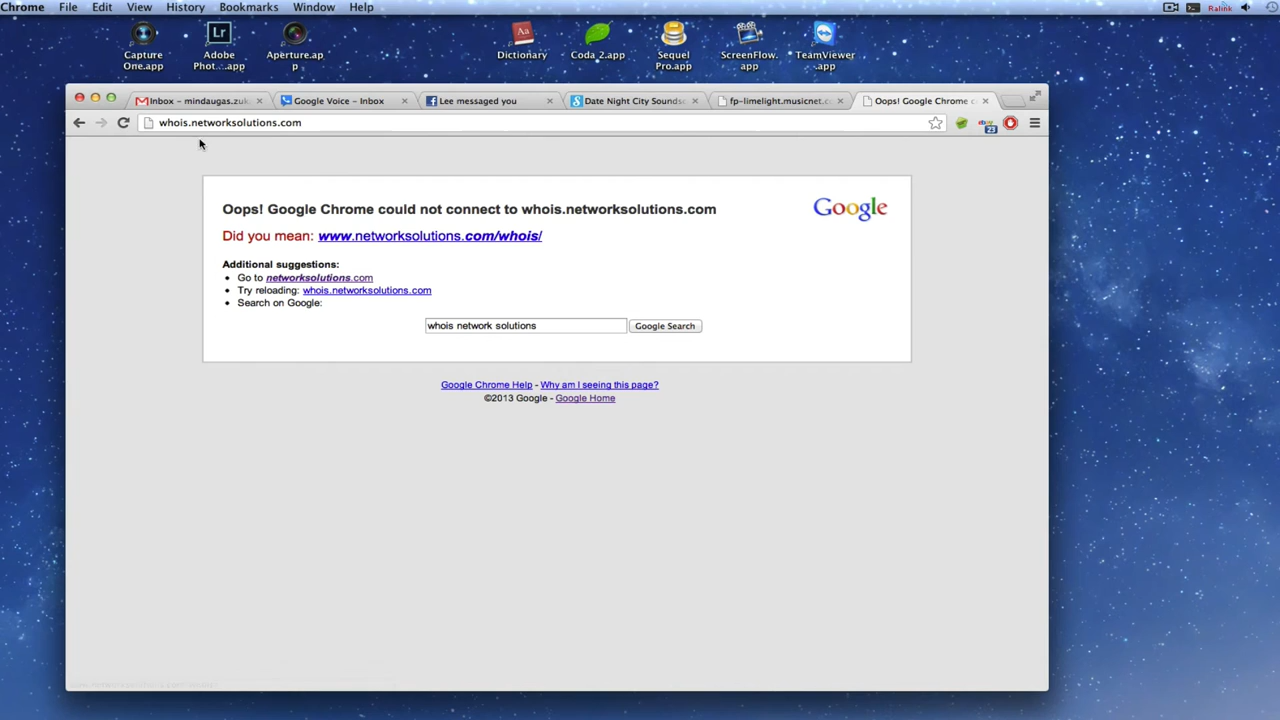 Chrome File Edit View History Bookmarks Window Help Ralink
Capture One.app
Adobe Phot...app
Aperture.ap
p
Dictionary
Coda 2.app
Sequel Pro.app
ScreenFlow.
app
TeamViewer
.app
Inbox – mindaugas.zuk
Google Voice – Inbox
Lee messaged you
Date Night City Soundsc
fp-limelight.musicnet.c
Oops! Google Chrome c
whois.networksolutions.com
23
Oops! Google Chrome could not connect to whois.networksolutions.com
Google
Did you mean: www.networksolutions.com/whois/
Additional suggestions:
• Go to networksolutions.com
• Try reloading: whois.networksolutions.com
• Search on Google:
whois network solutions Google Search
Google Chrome Help - Why am I seeing this page?
©2013 Google - Google Home